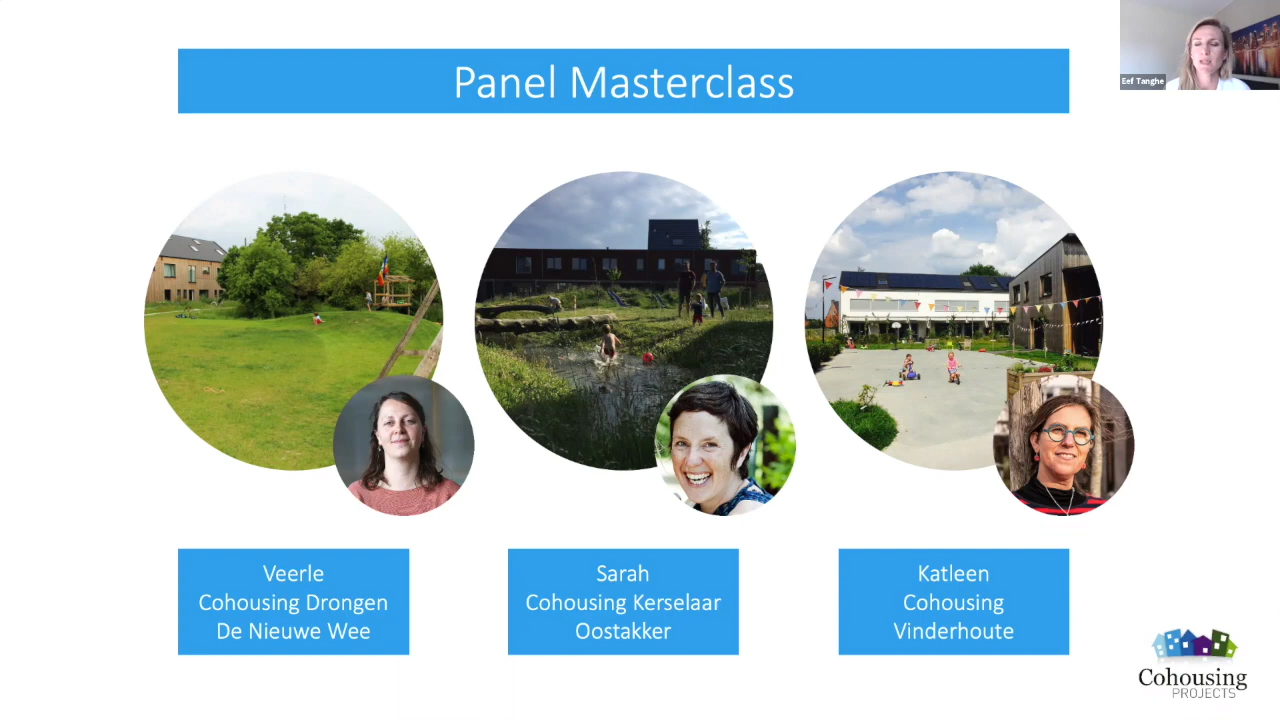 Panel Masterclass
Eef Tanghe
Veerle
Cohousing Drongen
De Nieuwe Wee
Sarah
Cohousing Kerselaar
Oostakker
Katleen
Cohousing
Vinderhoute
Cohousing
PROJECTS